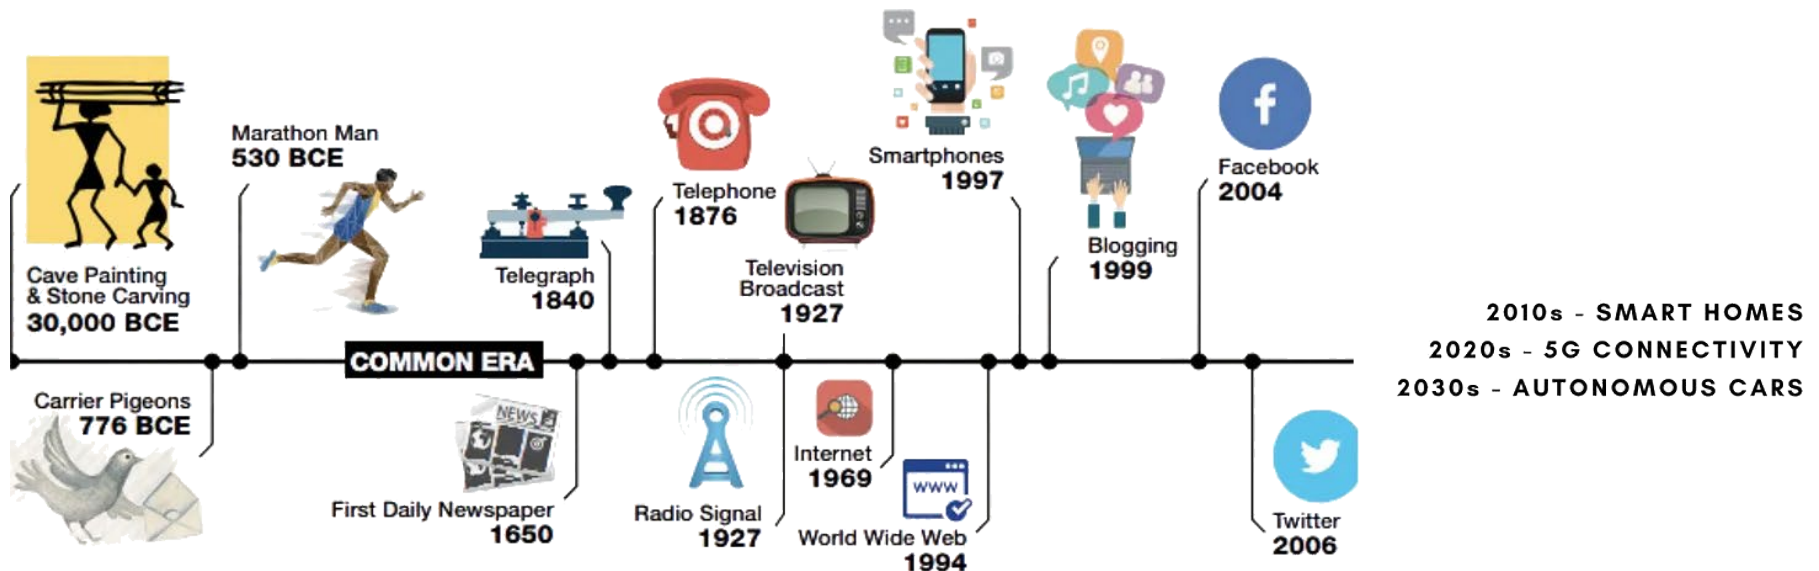 Cave Painting
& Stone Carving
30,000 BCE
Carrier Pigeons
776 BCE
Marathon Man
530 BCE
COMMON ERA
NEWS
First Daily Newspaper
1650
Telegraph
1840
Telephone
1876
Television
Broadcast
1927
Radio Signal
1927
Internet
1969
www
World Wide Web
1994
Smartphones
1997
Blogging
1999
f
Facebook
2004
Twitter
2006
2010s - SMART HOMES
2020s - 5G CONNECTIVITY
2030s - AUTONOMOUS CARS